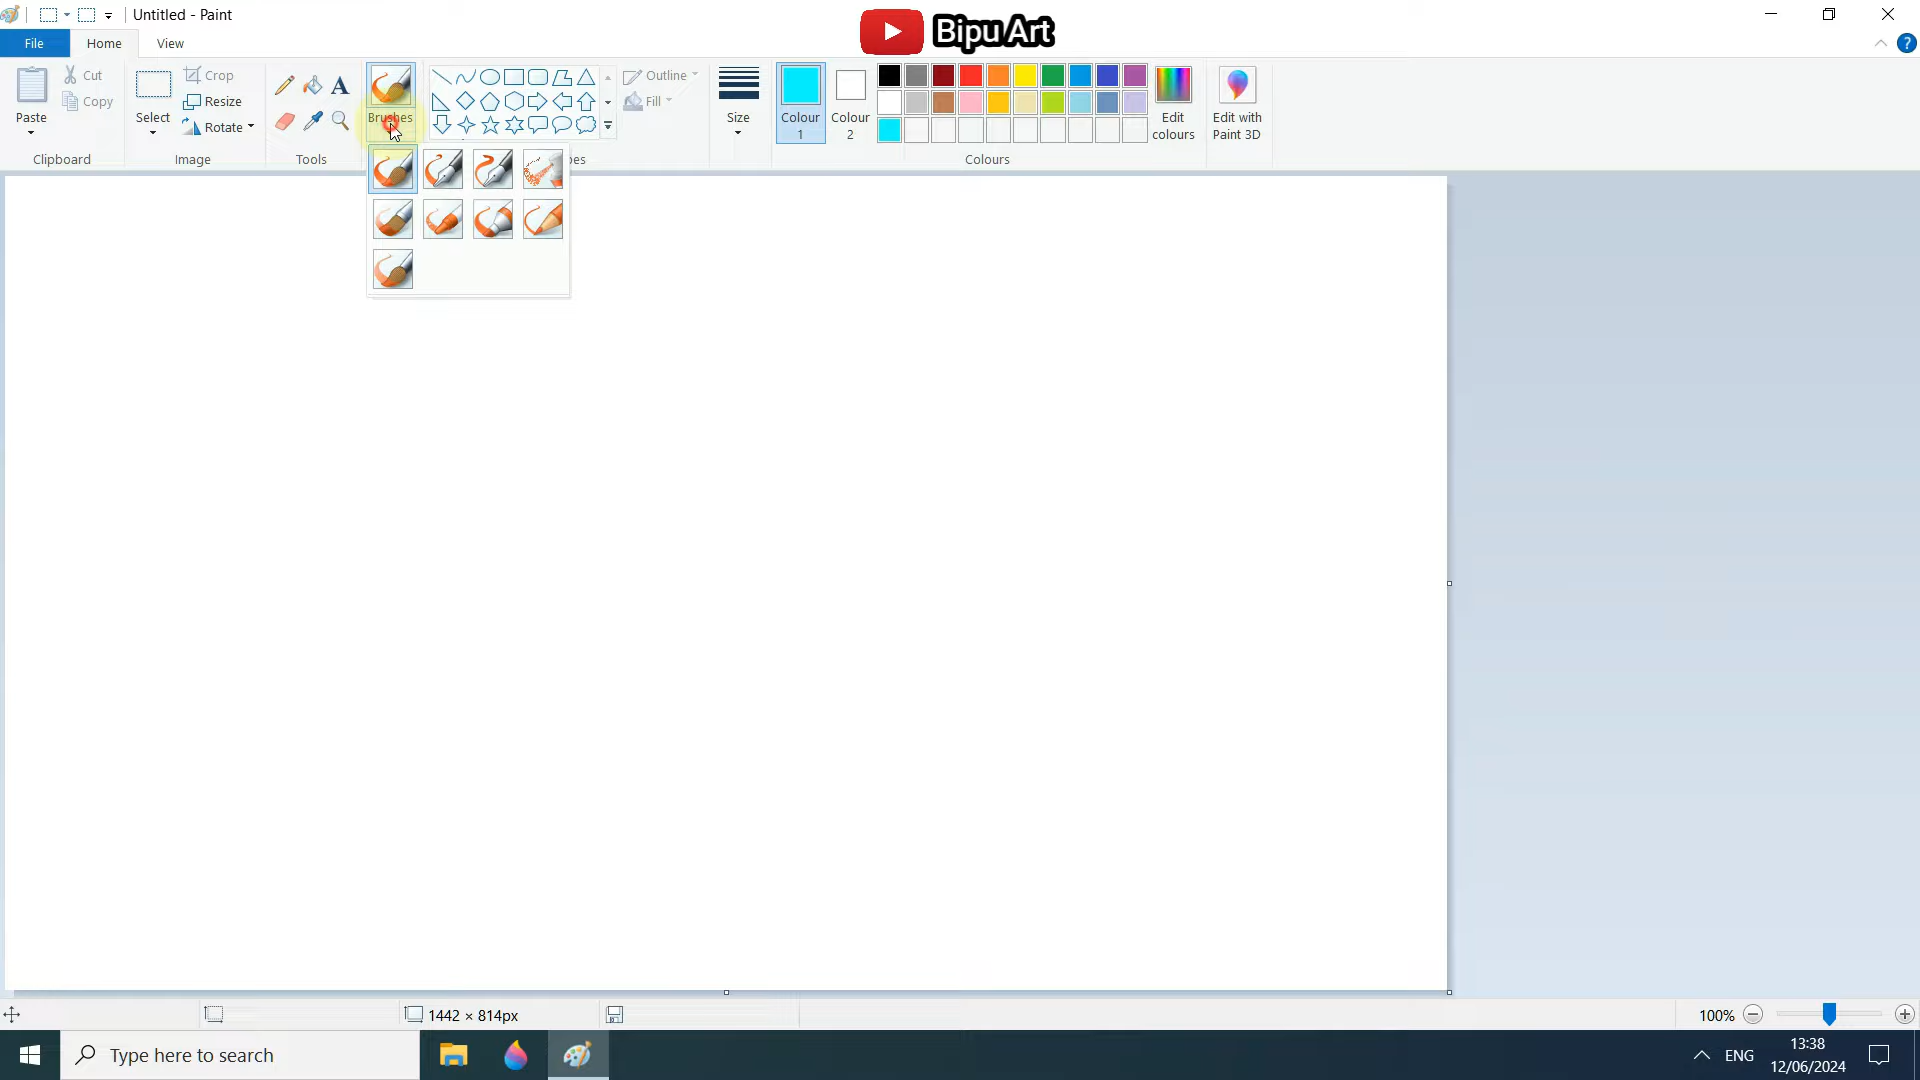 Untitled - Paint
Bipu Art
File
Home
View
Paste
Cut
Copy
Clipboard
Select
Crop
Resize
Rotate
Image
A
Tools
Brushes
Outline
Fill
pes
Size
Colour
1
Colour
2
Edit
colours
Colours
Edit with
Paint 3D
1442 × 814px
100%
Type here to search
ENG
13:38
12/06/2024